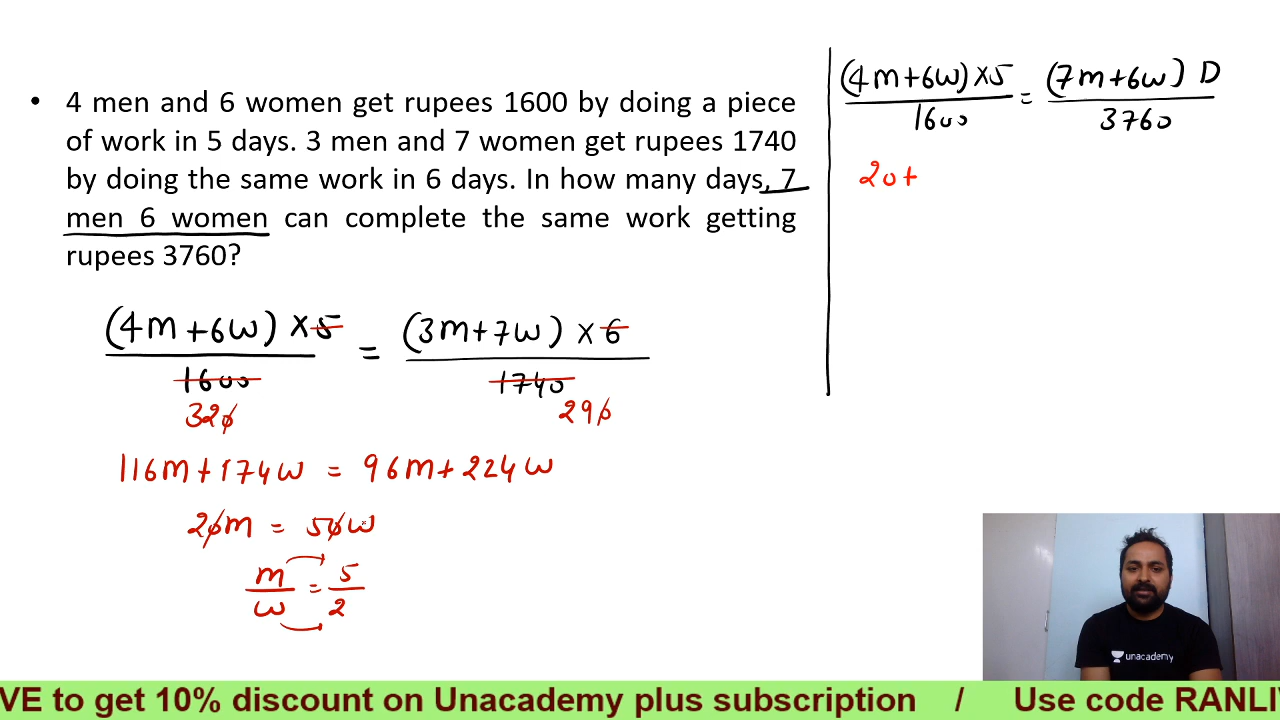 • 4 men and 6 women get rupees 1600 by doing a piece
of work in 5 days. 3 men and 7 women get rupees 1740
by doing the same work in 6 days. In how many days, 7
men 6 women can complete the same work getting
rupees 3760?
(4m+6w) ×5
1600
=
(3m+7w) × 6
1740
320
290
116m+174w = 96m+224w
20m = 50w
m/w = 5/2
(4m+6w)×5
1600
=
(7m+6w) D
3760
20+
unacademy
VE to get 10% discount on Unacademy plus subscription / Use code RANLI